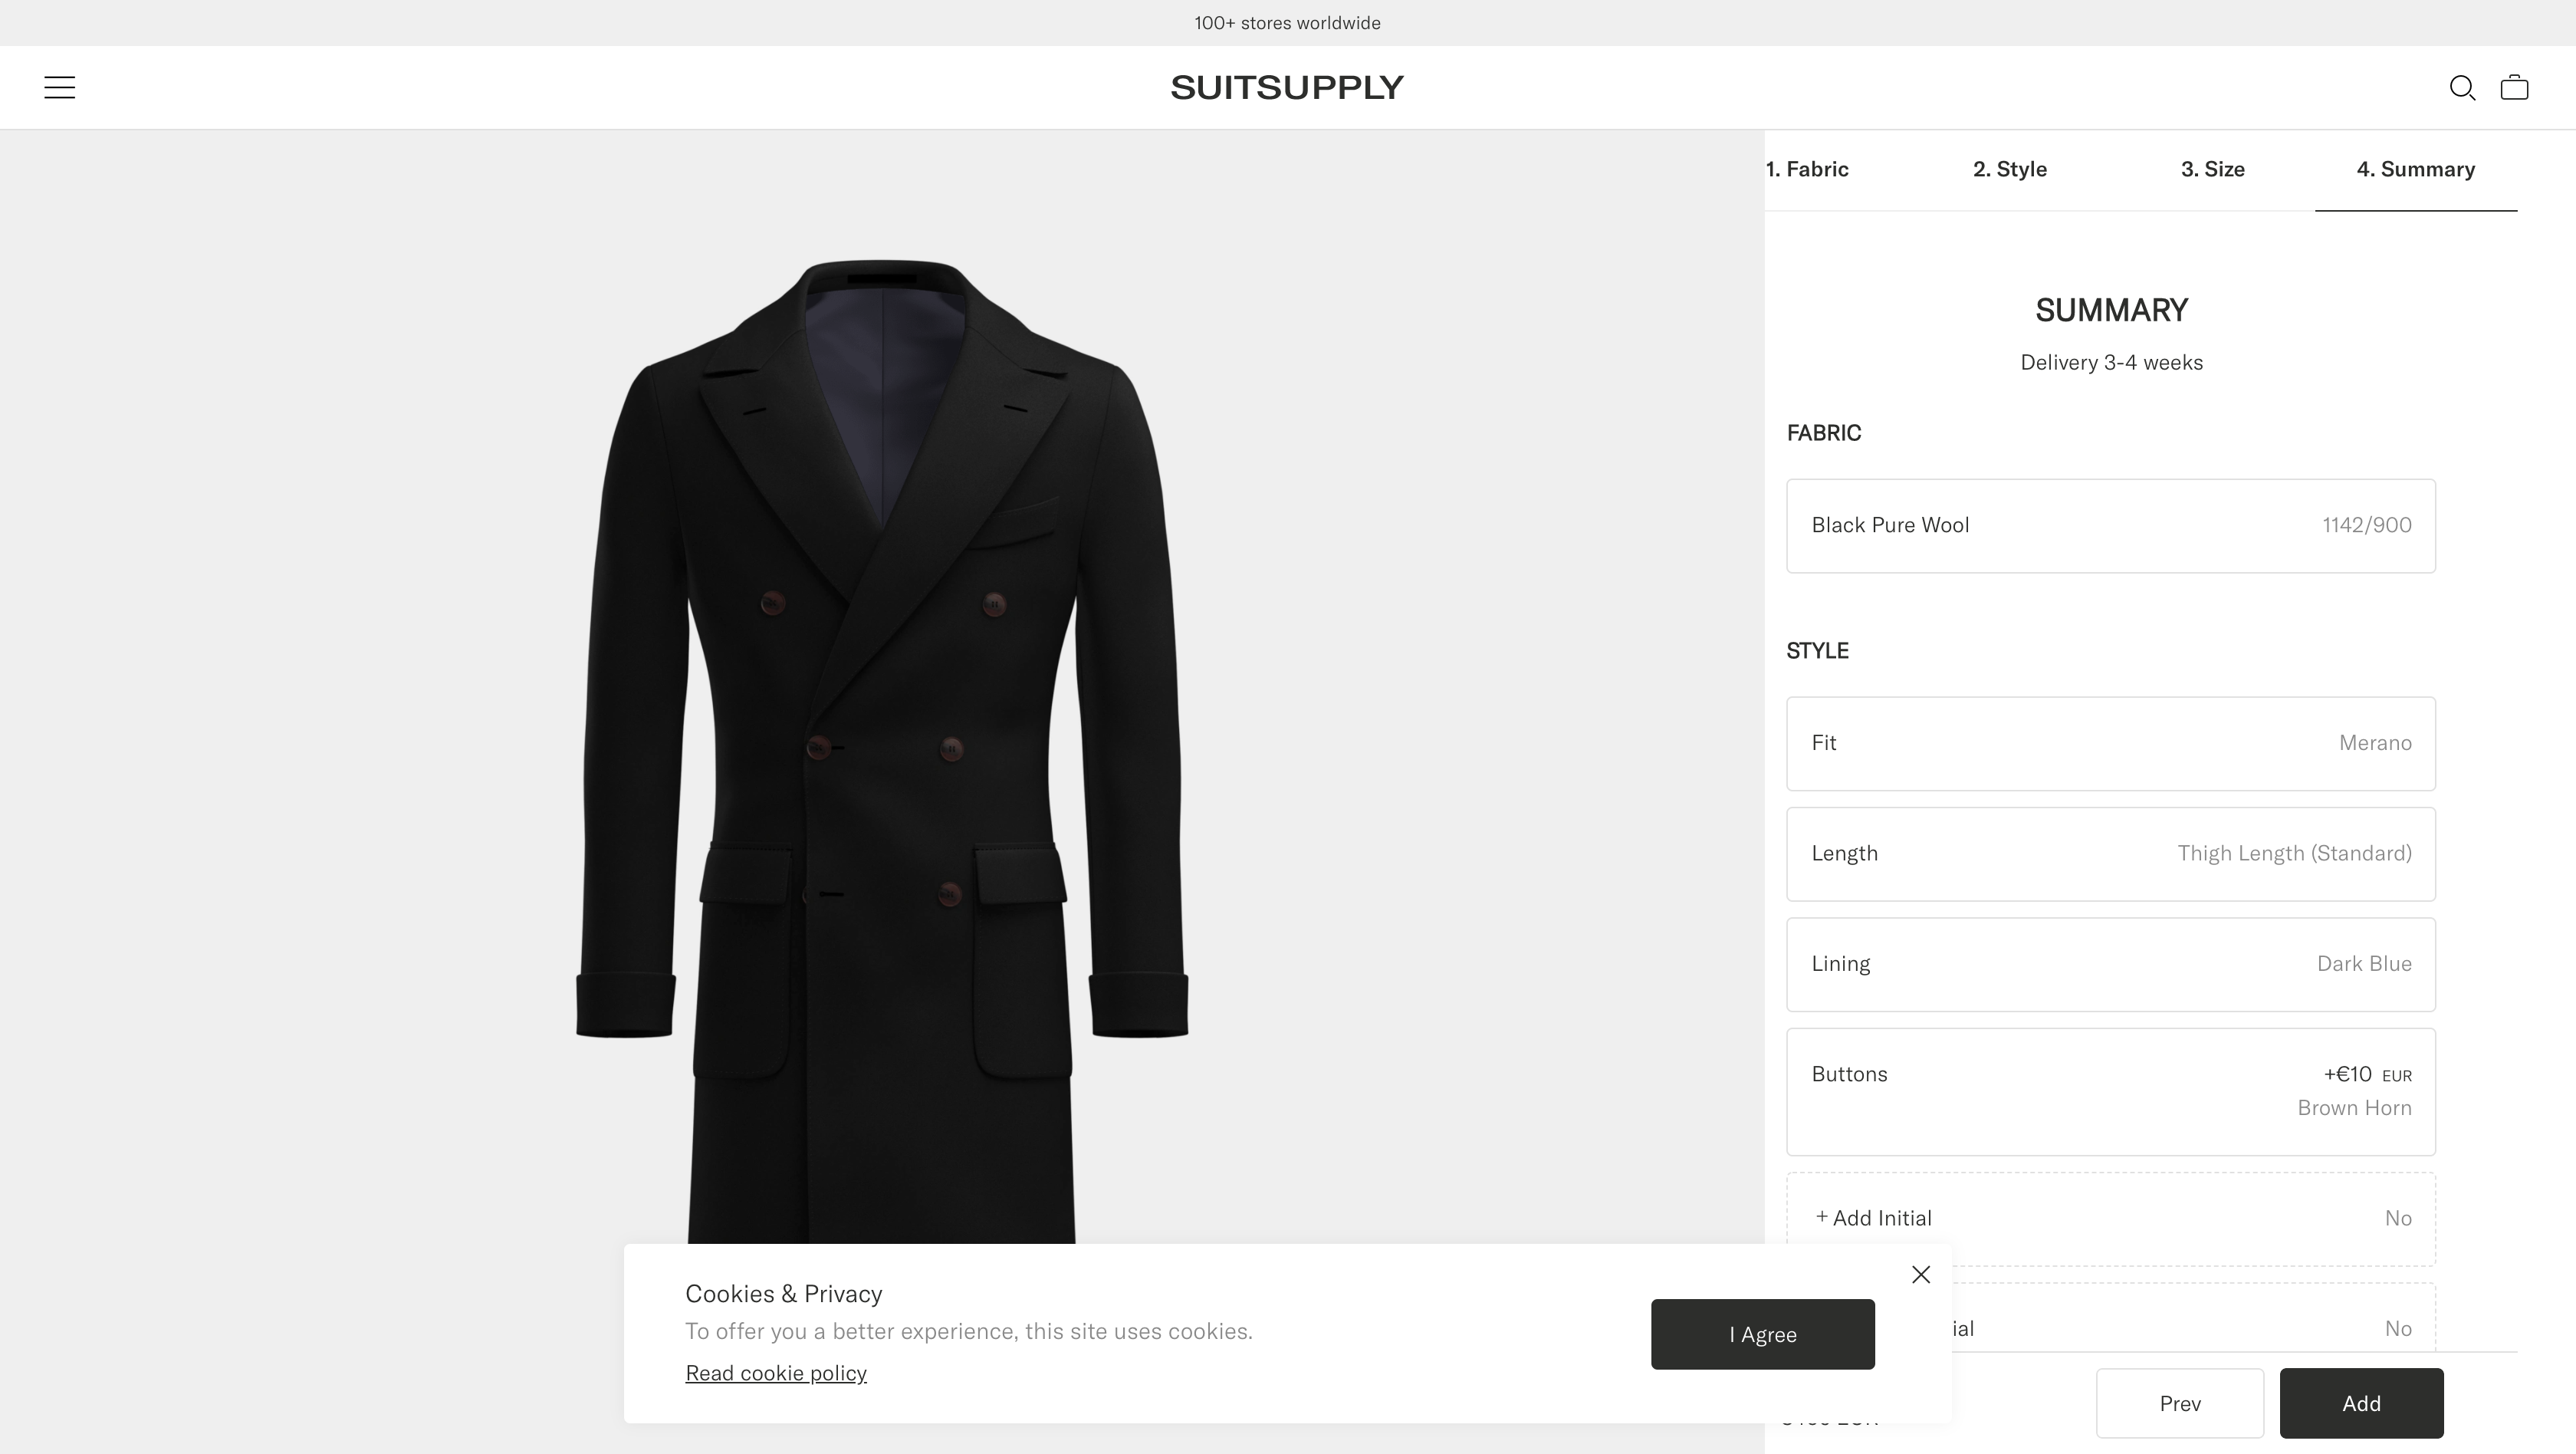 100+ stores worldwide
SUITSUPPLY
1. Fabric 2. Style 3. Size 4. Summary
SUMMARY
Delivery 3-4 weeks
FABRIC
Black Pure Wool 1142/900
STYLE
Fit Merano
Length Thigh Length (Standard)
Lining Dark Blue
Buttons +€10 EUR
Brown Horn
+ Add Initial No
ial No
Cookies & Privacy
To offer you a better experience, this site uses cookies.
Read cookie policy
I Agree
Prev Add